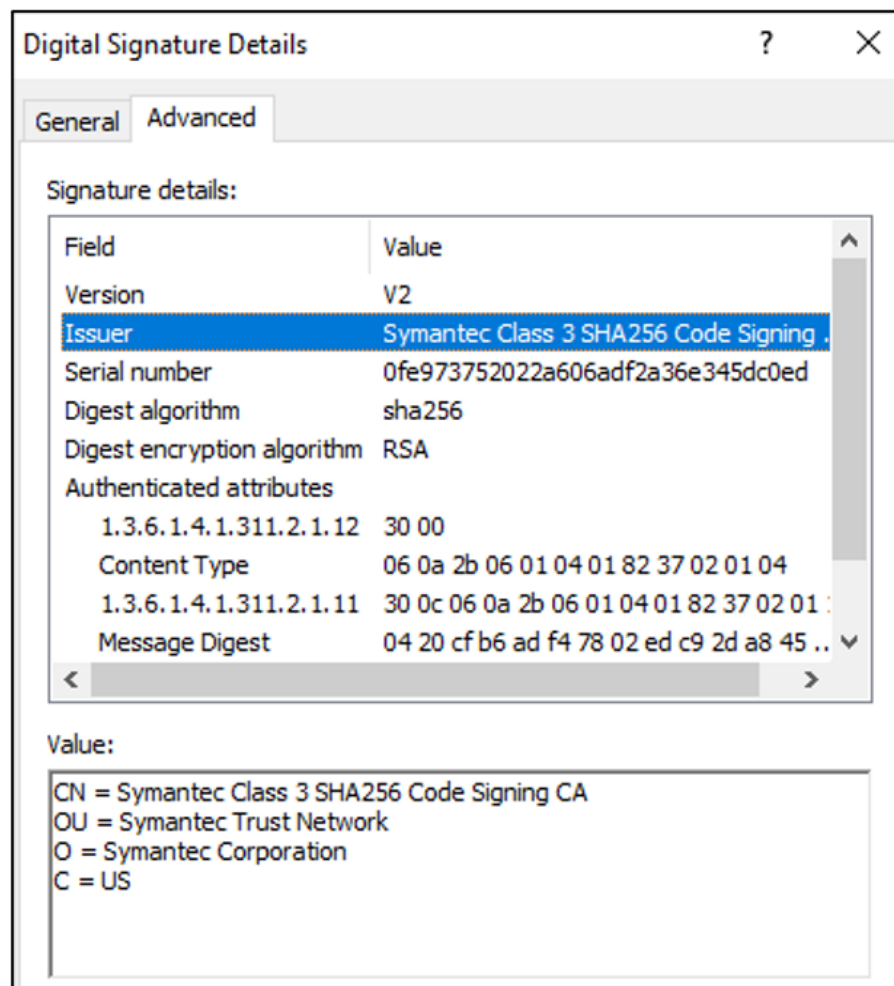 Digital Signature Details ?
General Advanced
Signature details:
Field Value
Version V2
Issuer Symantec Class 3 SHA256 Code Signing .
Serial number 0fe973752022a606adf2a36e345dc0ed
Digest algorithm sha256
Digest encryption algorithm RSA
Authenticated attributes
1.3.6.1.4.1.311.2.1.12 30 00
Content Type 06 0a 2b 06 01 04 01 82 37 02 01 04
1.3.6.1.4.1.311.2.1.11 30 0c 06 0a 2b 06 01 04 01 82 37 02 01
Message Digest 04 20 cf b6 ad f4 78 02 ed c9 2d a8 45 ..
Value:
CN = Symantec Class 3 SHA256 Code Signing CA
OU = Symantec Trust Network
O = Symantec Corporation
C = US